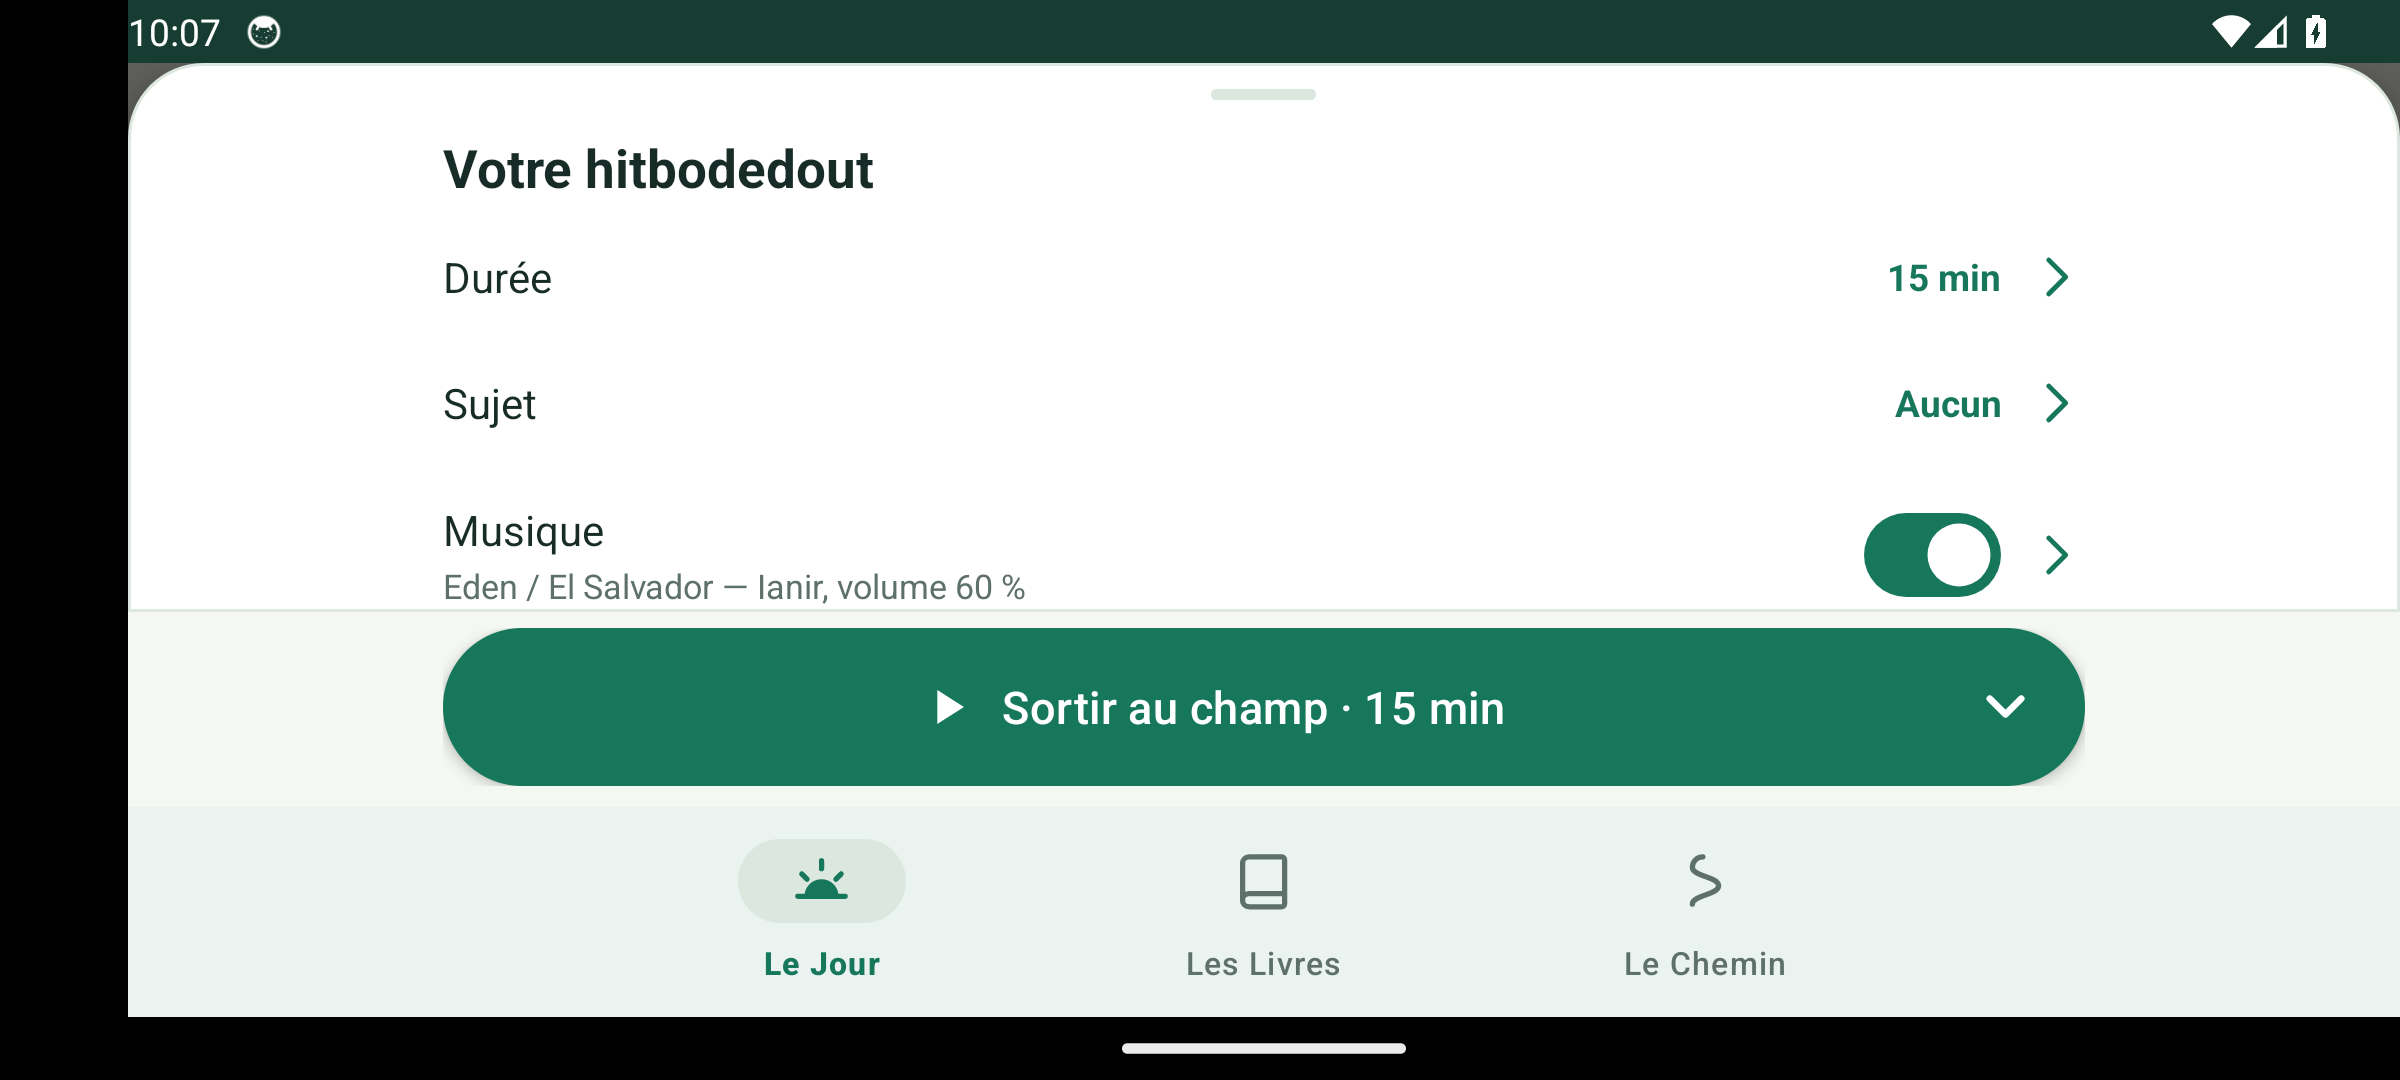 10:07
Votre hitbodedout
Durée
15 min
Sujet
Aucun
Musique
Eden / El Salvador — Ianir, volume 60 %
Sortir au champ · 15 min
Le Jour
Les Livres
Le Chemin